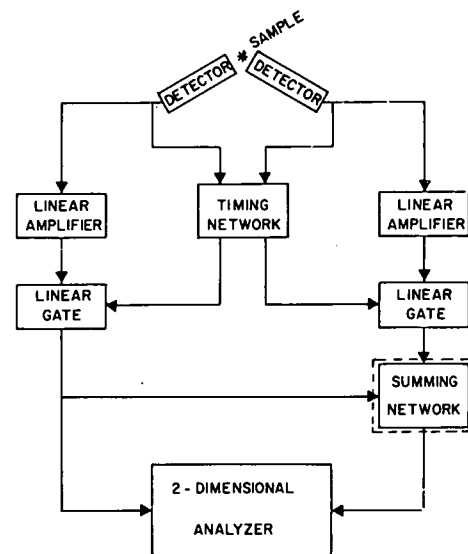 * SAMPLE
DETECTOR
DETECTOR
LINEAR
AMPLIFIER
TIMING
NETWORK
LINEAR
AMPLIFIER
LINEAR
GATE
LINEAR
GATE
SUMMING
NETWORK
2 - DIMENSIONAL
ANALYZER